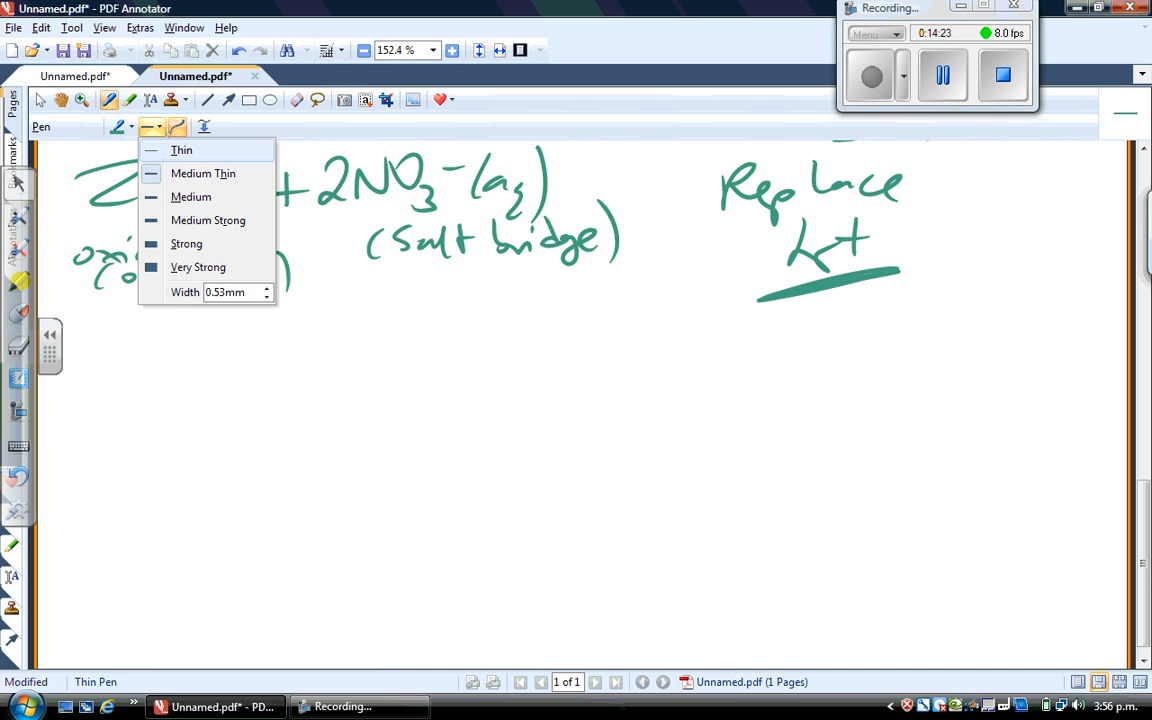 Unnamed.pdf* - PDF Annotator
Recording...
File Edit Tool View Extras Window Help
Menu
0:14:23
8.0 fps
152.4 %
Unnamed.pdf*
Unnamed.pdf*
Pages
Pen
Thin
Medium Thin
Medium
Medium Strong
Strong
Very Strong
Width 0.53mm
+ 2NO3-(aq)
(Salt bridge)
Replace
Modified
Thin Pen
1 of 1
Unnamed.pdf (1 Pages)
Unnamed.pdf* - PD...
Recording...
3:56 p.m.